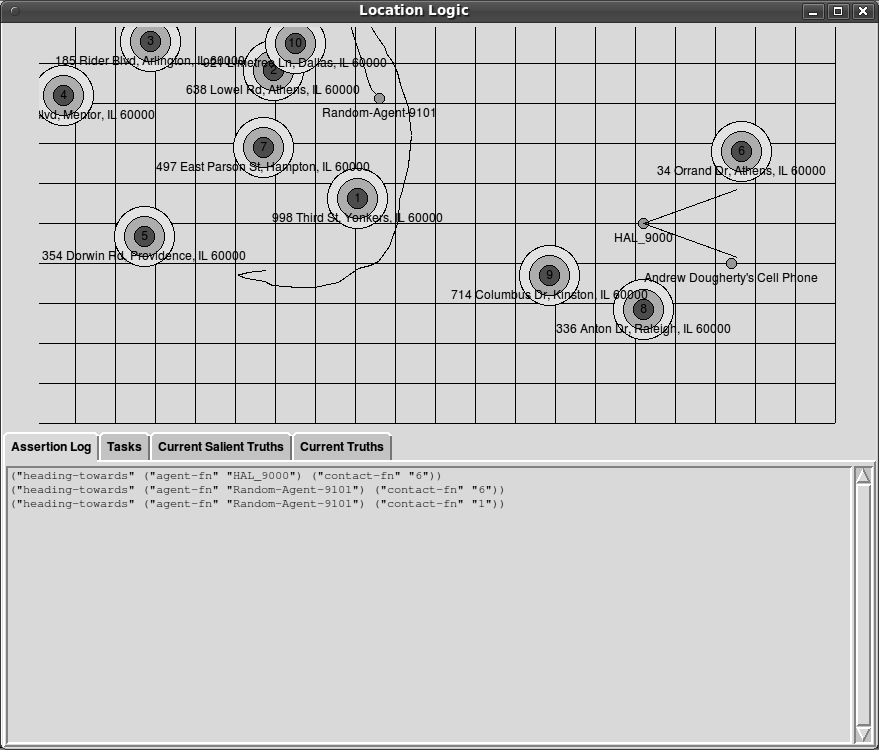 Location Logic
3
10
185 Rider Blvd, Arlington, IL 60000
Ln, Dallas, IL 60000
2
638 Lowel Rd, Athens, IL 60000
4
lvd, Mentor, IL 60000
Random-Agent-9101
7
497 East Parson St, Hampton, IL 60000
6
34 Orrand Dr, Athens, IL 60000
1
998 Third St, Yonkers, IL 60000
5
354 Dorwin Rd, Providence, IL 60000
HAL_9000
Andrew Dougherty's Cell Phone
9
714 Columbus Dr, Kinston, IL 60000
8
336 Anton Dr, Raleigh, IL 60000
Assertion Log Tasks Current Salient Truths Current Truths
("heading-towards" ("agent-fn" "HAL_9000") ("contact-fn" "6"))
("heading-towards" ("agent-fn" "Random-Agent-9101") ("contact-fn" "6"))
("heading-towards" ("agent-fn" "Random-Agent-9101") ("contact-fn" "1"))